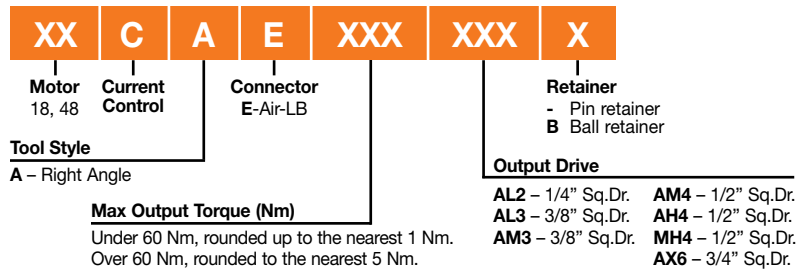 XX C A E XXX XXX X
Motor
18, 48
Current
Control
Connector
E-Air-LB
Retainer
- Pin retainer
B Ball retainer
Tool Style
A – Right Angle
Max Output Torque (Nm)
Under 60 Nm, rounded up to the nearest 1 Nm.
Over 60 Nm, rounded to the nearest 5 Nm.
Output Drive
AL2 – 1/4” Sq.Dr.
AL3 – 3/8” Sq.Dr.
AM3 – 3/8” Sq.Dr.
AM4 – 1/2” Sq.Dr.
AH4 – 1/2” Sq.Dr.
MH4 – 1/2” Sq.Dr.
AX6 – 3/4” Sq.Dr.